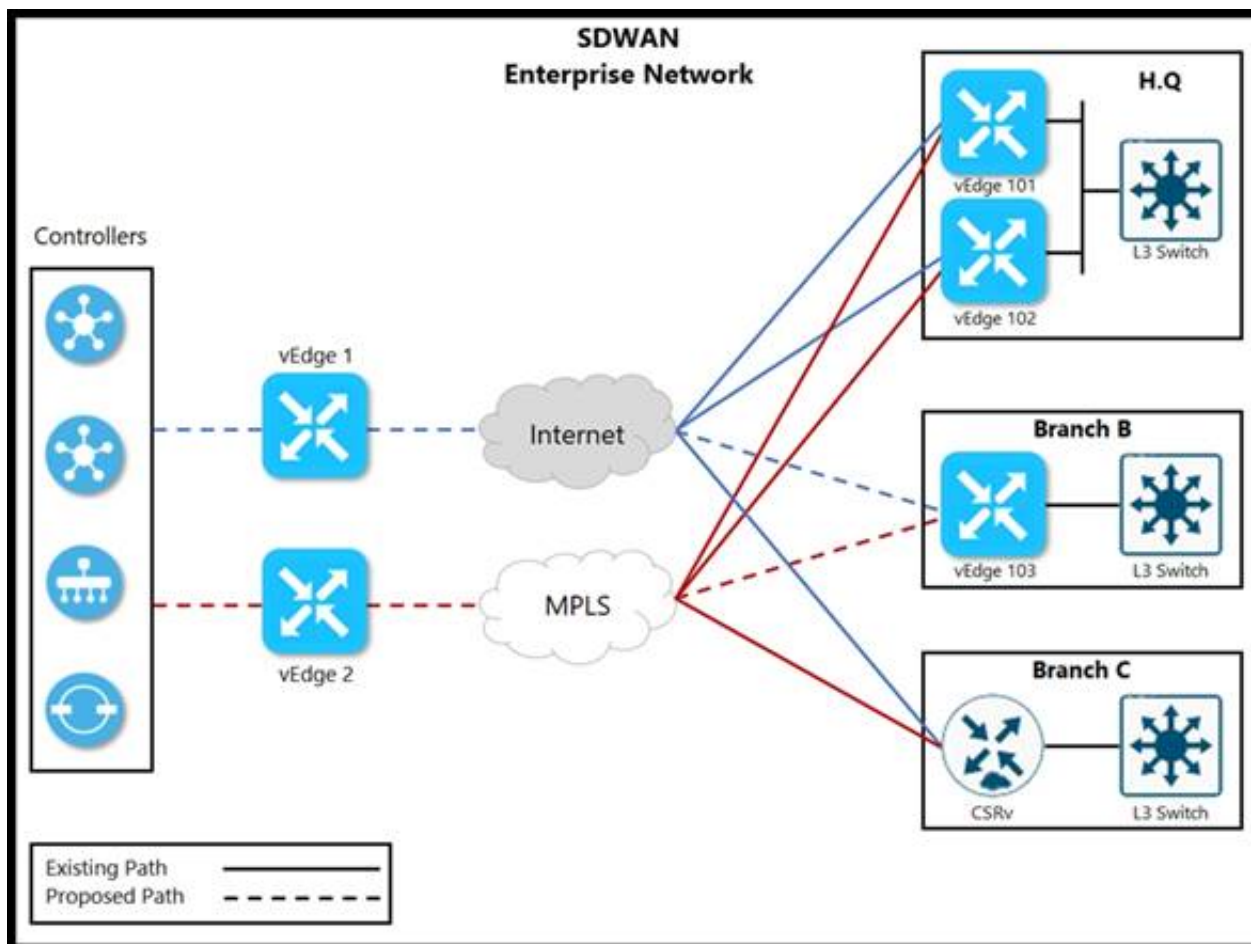 SDWAN
Enterprise Network
H.Q
vEdge 101
L3 Switch
vEdge 102
Controllers
vEdge 1
Internet
Branch B
vEdge 103
L3 Switch
MPLS
vEdge 2
Branch C
CSRv
L3 Switch
Existing Path
Proposed Path